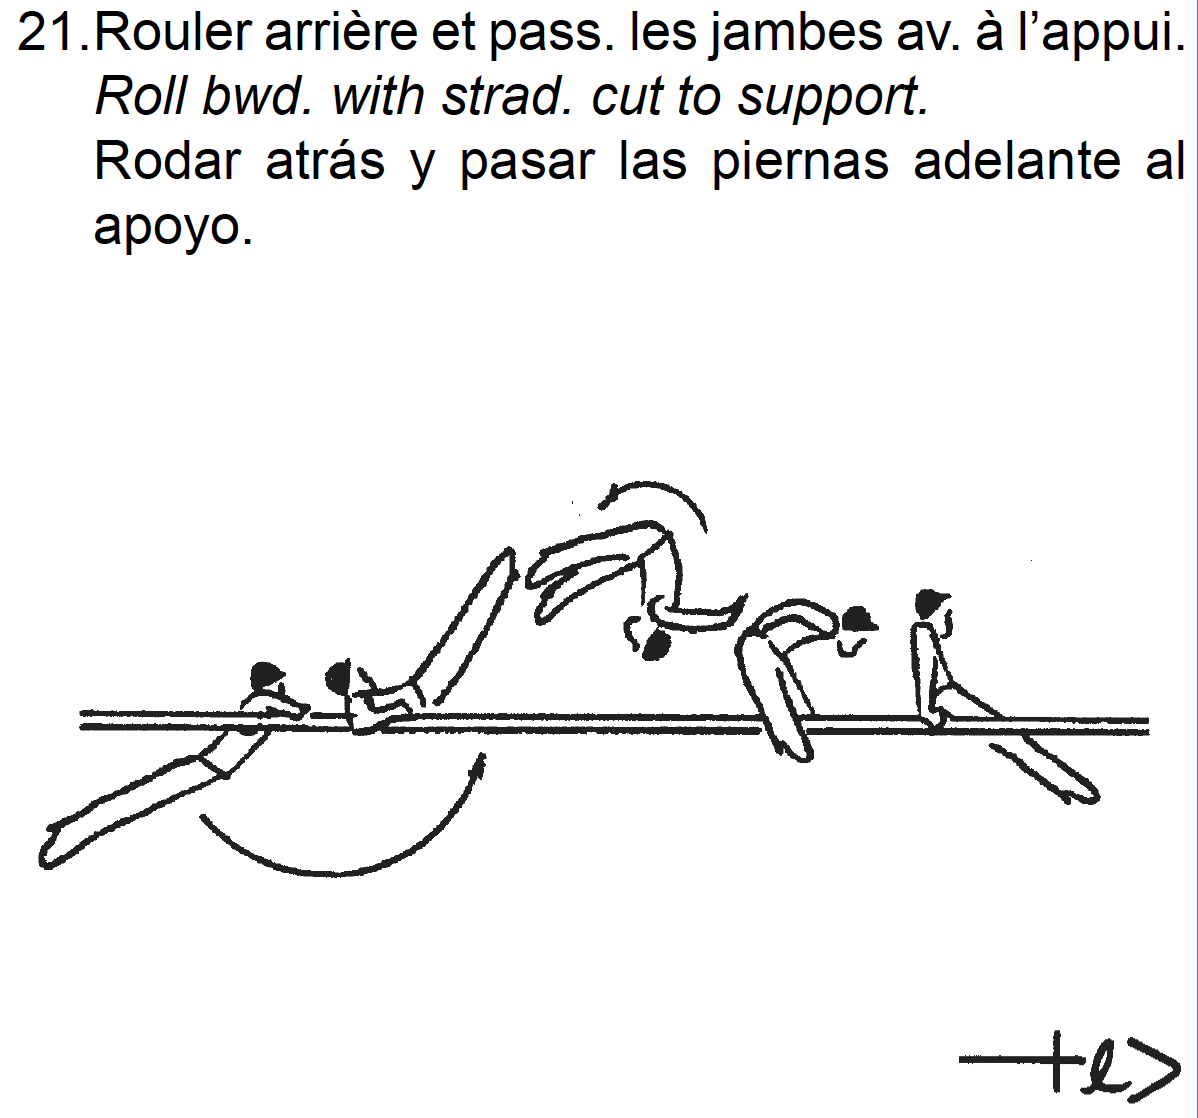 21.Rouler arrière et pass. les jambes av. à l’appui.
Roll bwd. with strad. cut to support.
Rodar atrás y pasar las piernas adelante al
apoyo.